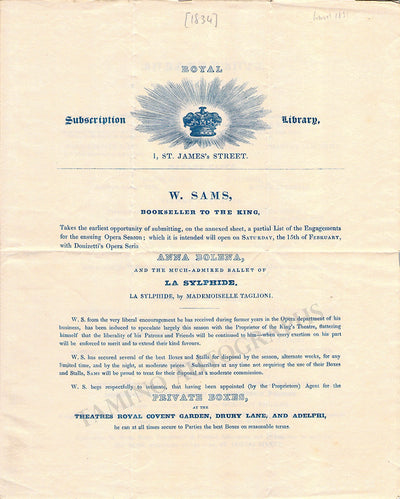 [1834]
ROYAL
Subscription Library,
1, ST. JAMES's STREET.
W. SAMS,
BOOKSELLER TO THE KING,
Takes the earliest opportunity of submitting, on the annexed sheet, a partial List of the Engagements
for the ensuing Opera Season; which it is intended will open on SATURDAY, the 15th of FEBRUARY,
with Donizetti's Opera Seria
ANNA BOLENA,
AND THE MUCH-ADMIRED BALLET OF
LA SYLPHIDE,
LA SYLPHIDE, by MADEMOISELLE TAGLIONI.
W. S. from the very liberal encouragement he has received during former years in the Opera department of his
business, has been induced to speculate largely this season with the Proprietor of the King's Theatre, flattering
himself that the liberality of his Patrons and Friends will be continued to him when every exertion on his part
will be enforced to merit and to extend their kind favours.
W. S. has secured several of the best Boxes and Stalls for disposal by the season, alternate weeks, for any
limited time, and by the night, at moderate prices. Subscribers at any time not requiring the use of their Boxes
and Stalls, SAMS will be proud to treat for their disposal at a moderate commission.
W. S. begs respectfully to intimate, that having been appointed (by the Proprietors) Agent for the
PRIVATE BOXES,
AT THE
THEATRES ROYAL COVENT GARDEN, DRURY LANE, AND ADELPHI,
he can at all times secure to Parties the best Boxes on reasonable terms.
TAMINO AUTOGRAPHS